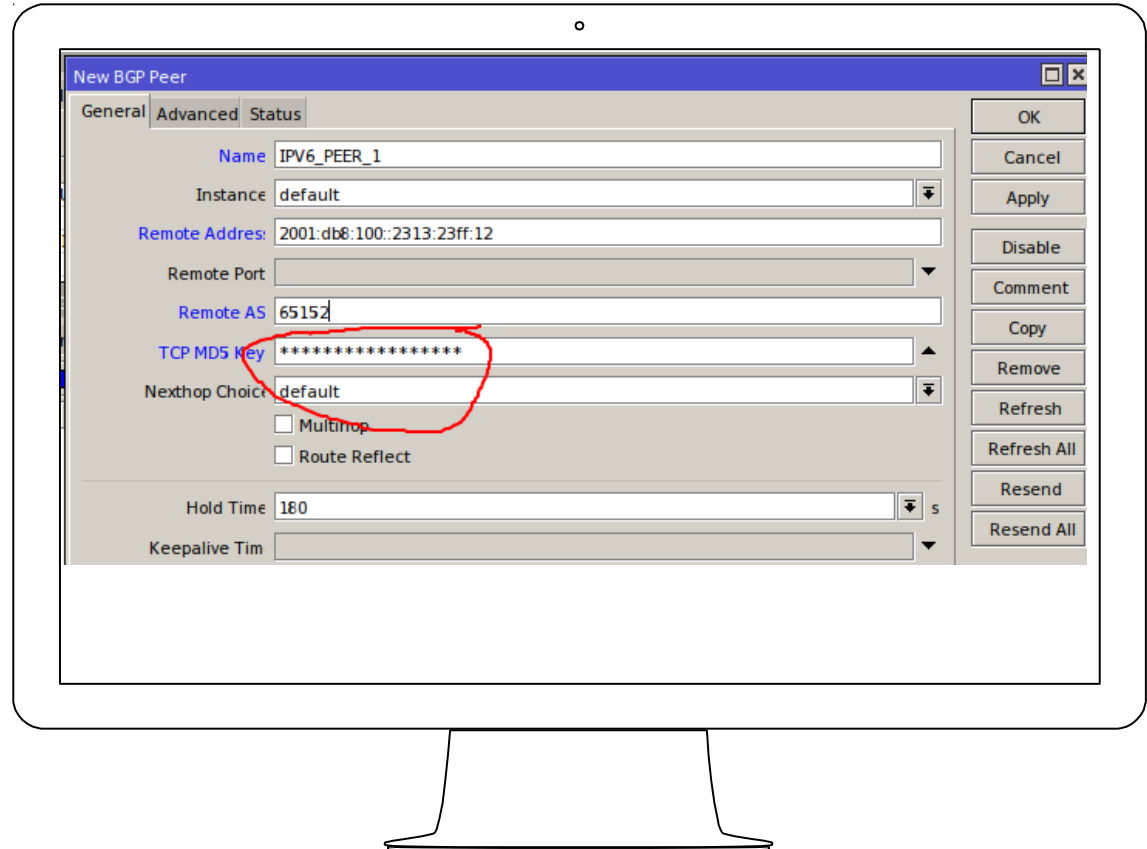 New BGP Peer
General Advanced Status
Name IPV6_PEER_1
Instance default
Remote Address 2001:db8:100::2313:23ff:12
Remote Port
Remote AS 65152
TCP MD5 Key *****************
Nexthop Choice default
Multihop
Route Reflect
Hold Time 180 s
Keepalive Tim
OK
Cancel
Apply
Disable
Comment
Copy
Remove
Refresh
Refresh All
Resend
Resend All